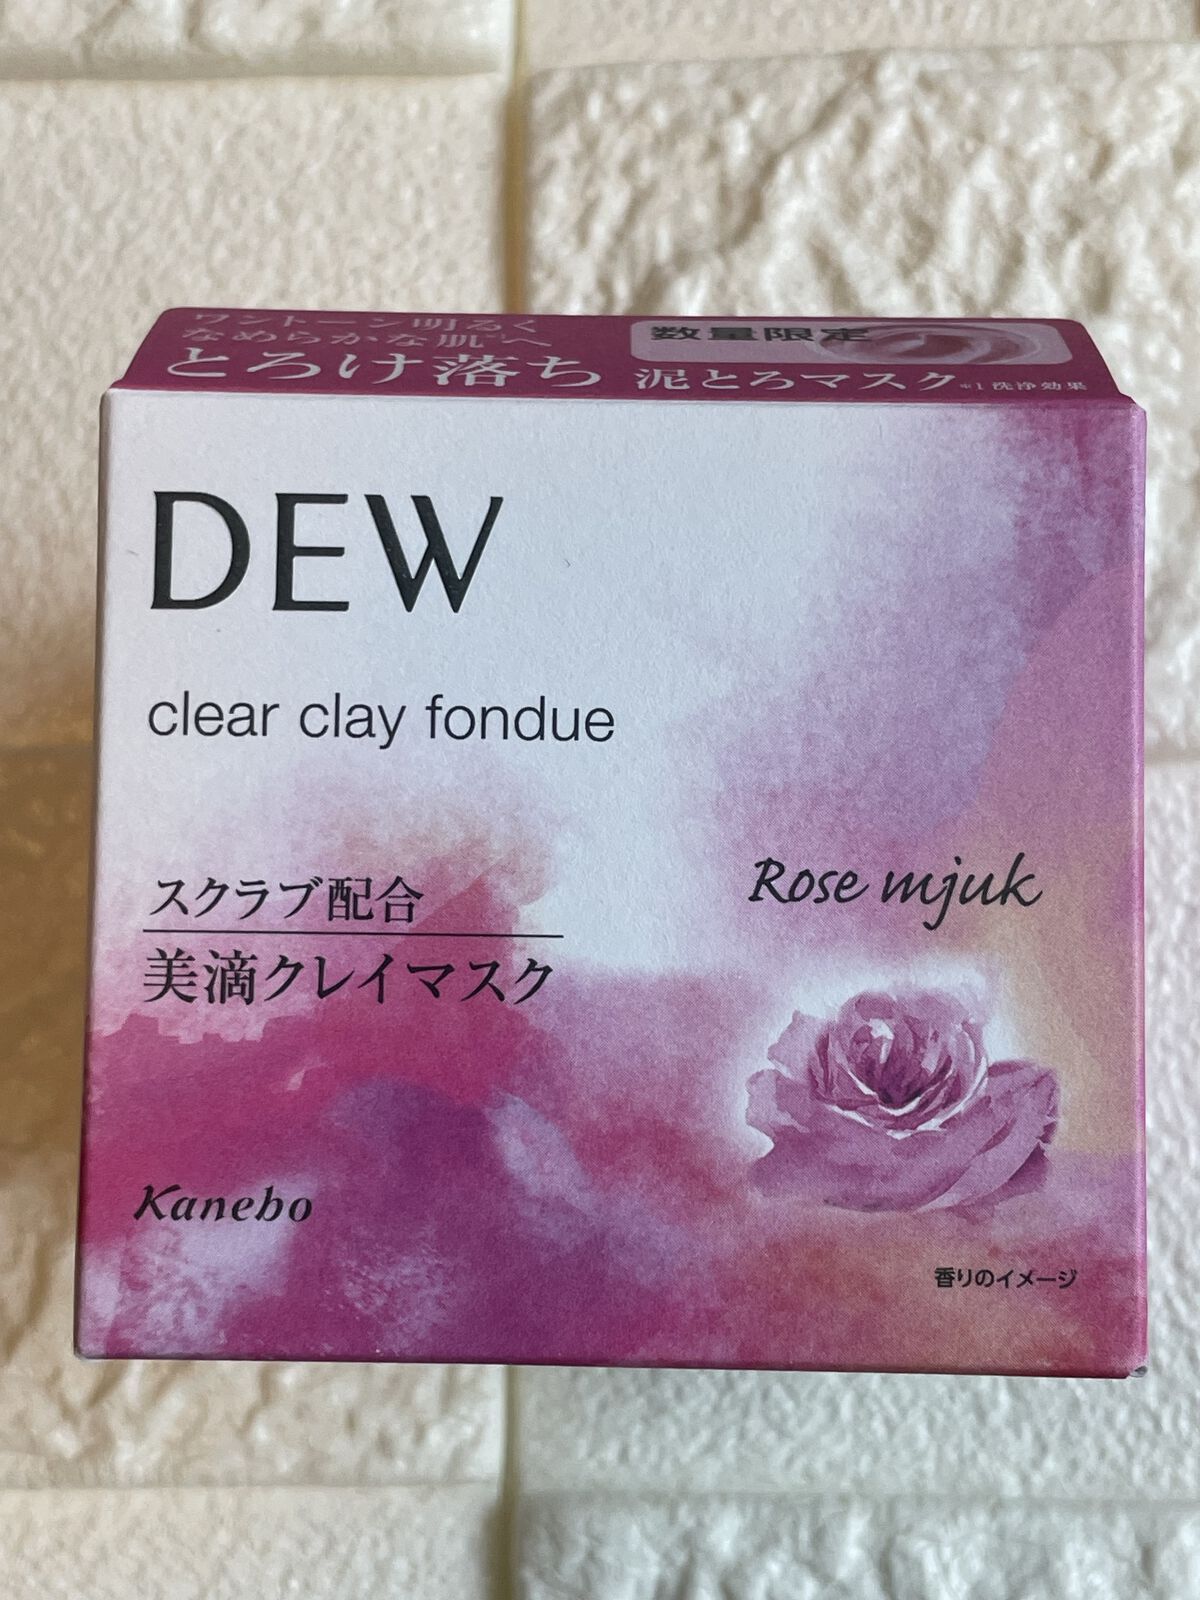 ワントーン明るく
なめらかな肌へ
とろけ落ち 泥とろマスク *1 洗浄効果
数量限定
DEW
clear clay fondue
スクラブ配合
美滴クレイマスク
Rose mjuk
Kanebo
香りのイメージ